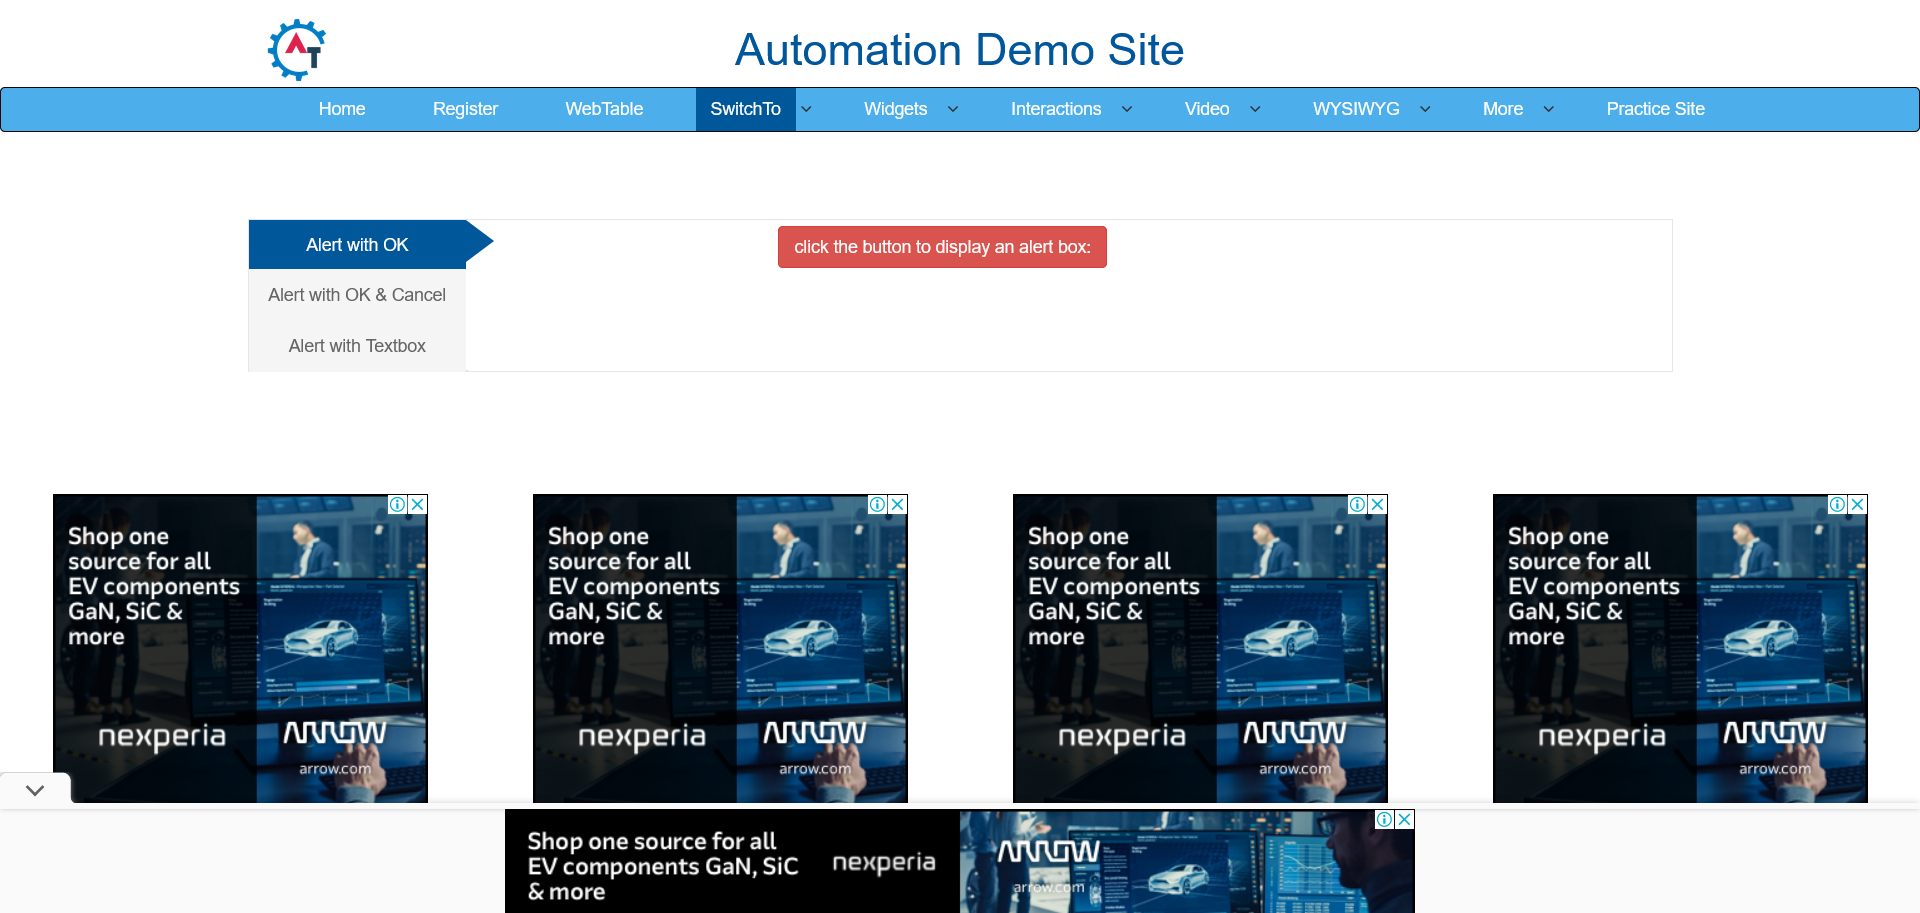 AT
Automation Demo Site
Home Register WebTable SwitchTo Widgets Interactions Video WYSIWYG More Practice Site
Alert with OK
click the button to display an alert box:
Alert with OK & Cancel
Alert with Textbox
Shop one
source for all
EV components
GaN, SiC &
more
nexperia
ARROW
arrow.com
Shop one
source for all
EV components
GaN, SiC &
more
nexperia
ARROW
arrow.com
Shop one
source for all
EV components
GaN, SiC &
more
nexperia
ARROW
arrow.com
Shop one
source for all
EV components
GaN, SiC &
more
nexperia
ARROW
arrow.com
Shop one source for all
EV components GaN, SiC
& more
nexperia
ARROW
arrow.com